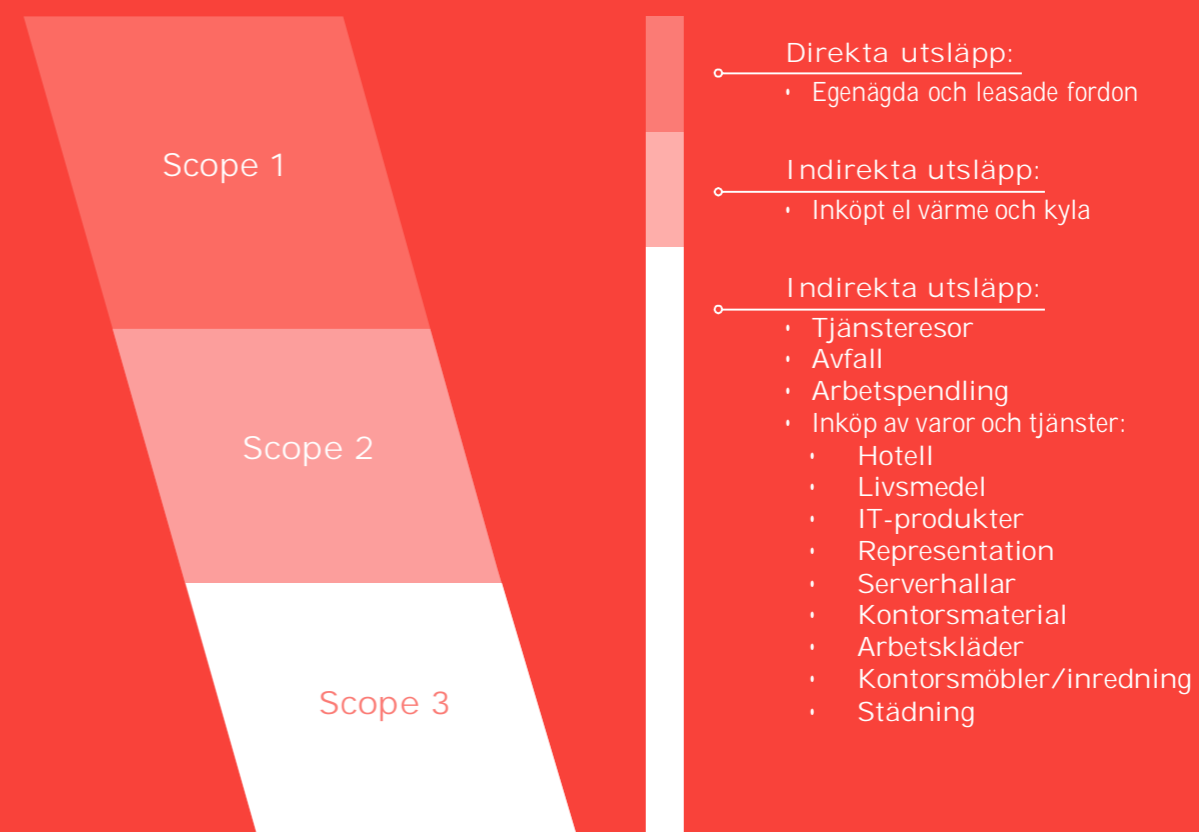 Scope 1
Scope 2
Scope 3
Direkta utsläpp:
• Egenägda och leasade fordon
Indirekta utsläpp:
• Inköpt el värme och kyla
Indirekta utsläpp:
• Tjänsteresor
• Avfall
• Arbetspendling
• Inköp av varor och tjänster:
• Hotell
• Livsmedel
• IT-produkter
• Representation
• Serverhallar
• Kontorsmaterial
• Arbetskläder
• Kontorsmöbler/inredning
• Städning